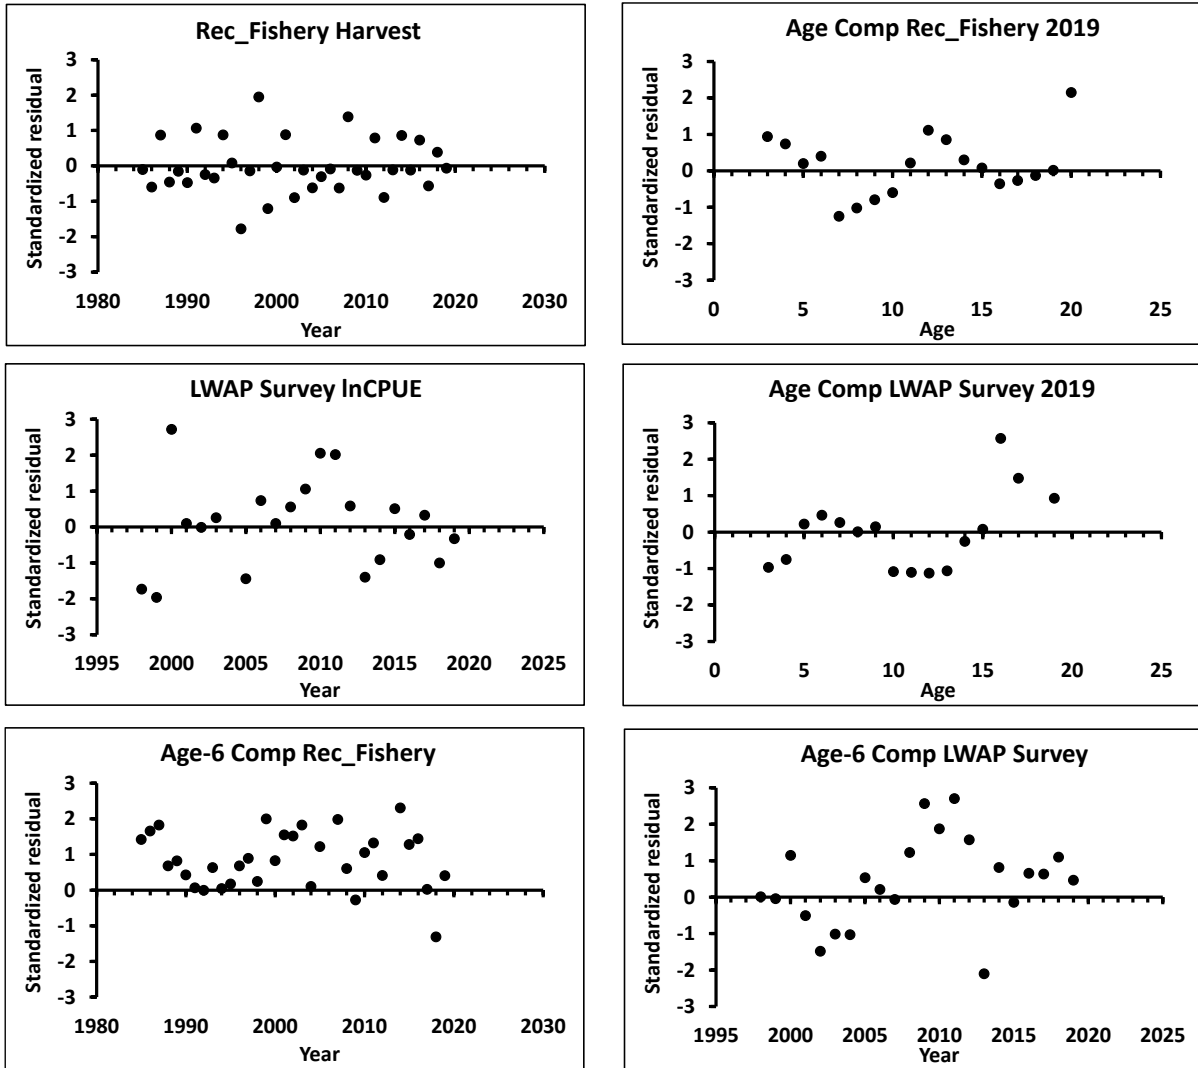 Rec_Fishery Harvest
Standardized residual
3
2
1
0
-1
-2
-3
1980 1990 2000 2010 2020 2030
Year
Age Comp Rec_Fishery 2019
Standardized residual
3
2
1
0
-1
-2
-3
0 5 10 15 20 25
Age
LWAP Survey lnCPUE
Standardized residual
3
2
1
0
-1
-2
-3
1995 2000 2005 2010 2015 2020 2025
Year
Age Comp LWAP Survey 2019
Standardized residual
3
2
1
0
-1
-2
-3
0 5 10 15 20 25
Age
Age-6 Comp Rec_Fishery
Standardized residual
3
2
1
0
-1
-2
-3
1980 1990 2000 2010 2020 2030
Year
Age-6 Comp LWAP Survey
Standardized residual
3
2
1
0
-1
-2
-3
1995 2000 2005 2010 2015 2020 2025
Year